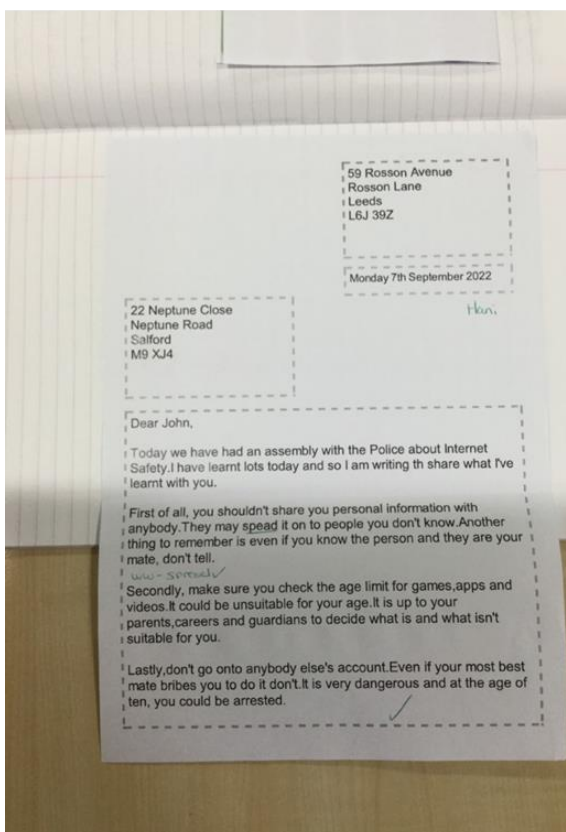 59 Rosson Avenue
Rosson Lane
Leeds
L6J 39Z
Monday 7th September 2022
Hani
22 Neptune Close
Neptune Road
Salford
M9 XJ4
Dear John,
Today we have had an assembly with the Police about Internet
Safety.I have learnt lots today and so I am writing th share what I've
learnt with you.
First of all, you shouldn't share you personal information with
anybody.They may spead it on to people you don't know.Another
thing to remember is even if you know the person and they are your
mate, don't tell.
ww - spread ✓
Secondly, make sure you check the age limit for games,apps and
videos.It could be unsuitable for your age.It is up to your
parents,careers and guardians to decide what is and what isn't
suitable for you.
Lastly,don't go onto anybody else's account.Even if your most best
mate bribes you to do it don't.It is very dangerous and at the age of
ten, you could be arrested.